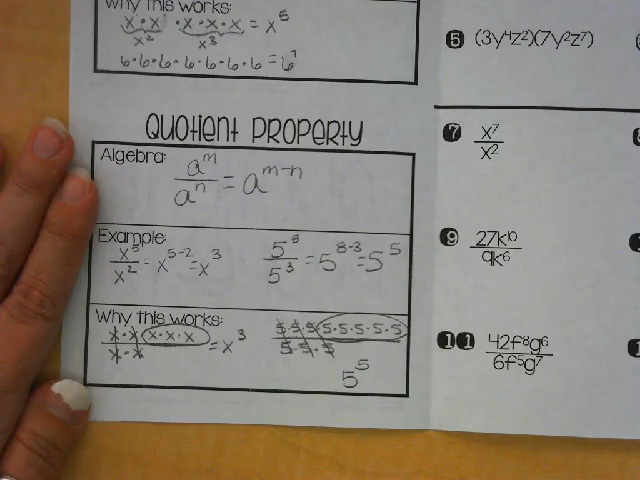 Why this works:
x·x · x·x·x = x⁵
x² x³
6·6·6·6·6·6·6 = 6⁷
Quotient Property
Algebra:
aᵐ/aⁿ = aᵐ⁻ⁿ
Example:
x⁵/x² = x⁵⁻² = x³ 5⁸/5³ = 5⁸⁻³ = 5⁵
Why this works:
x·x·x·x·x/x·x = x³ 5·5·5·5·5·5·5·5/5·5·5
5⁵
5 (3y⁴z²)(7y²z⁷)
7 x⁷/x²
9
11 42f⁸g⁶/6f⁵g⁷